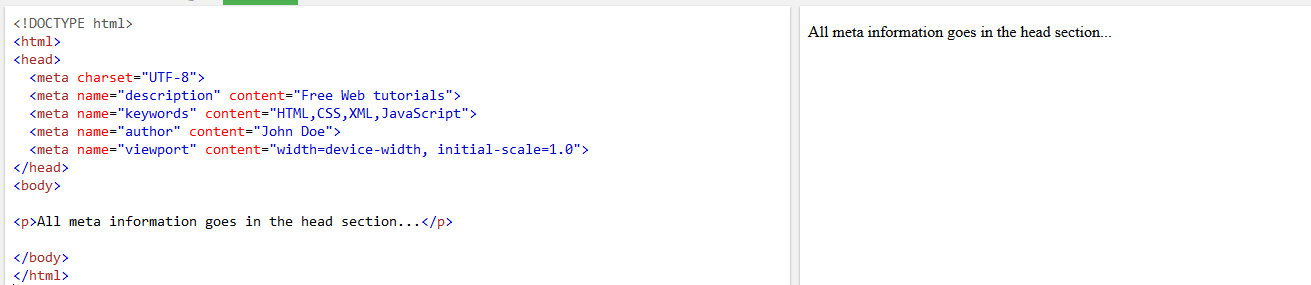 <!DOCTYPE html>
<html>
<head>
  <meta charset="UTF-8">
  <meta name="description" content="Free Web tutorials">
  <meta name="keywords" content="HTML,CSS,XML,JavaScript">
  <meta name="author" content="John Doe">
  <meta name="viewport" content="width=device-width, initial-scale=1.0">
</head>
<body>
<p>All meta information goes in the head section...</p>
</body>
</html>
All meta information goes in the head section...